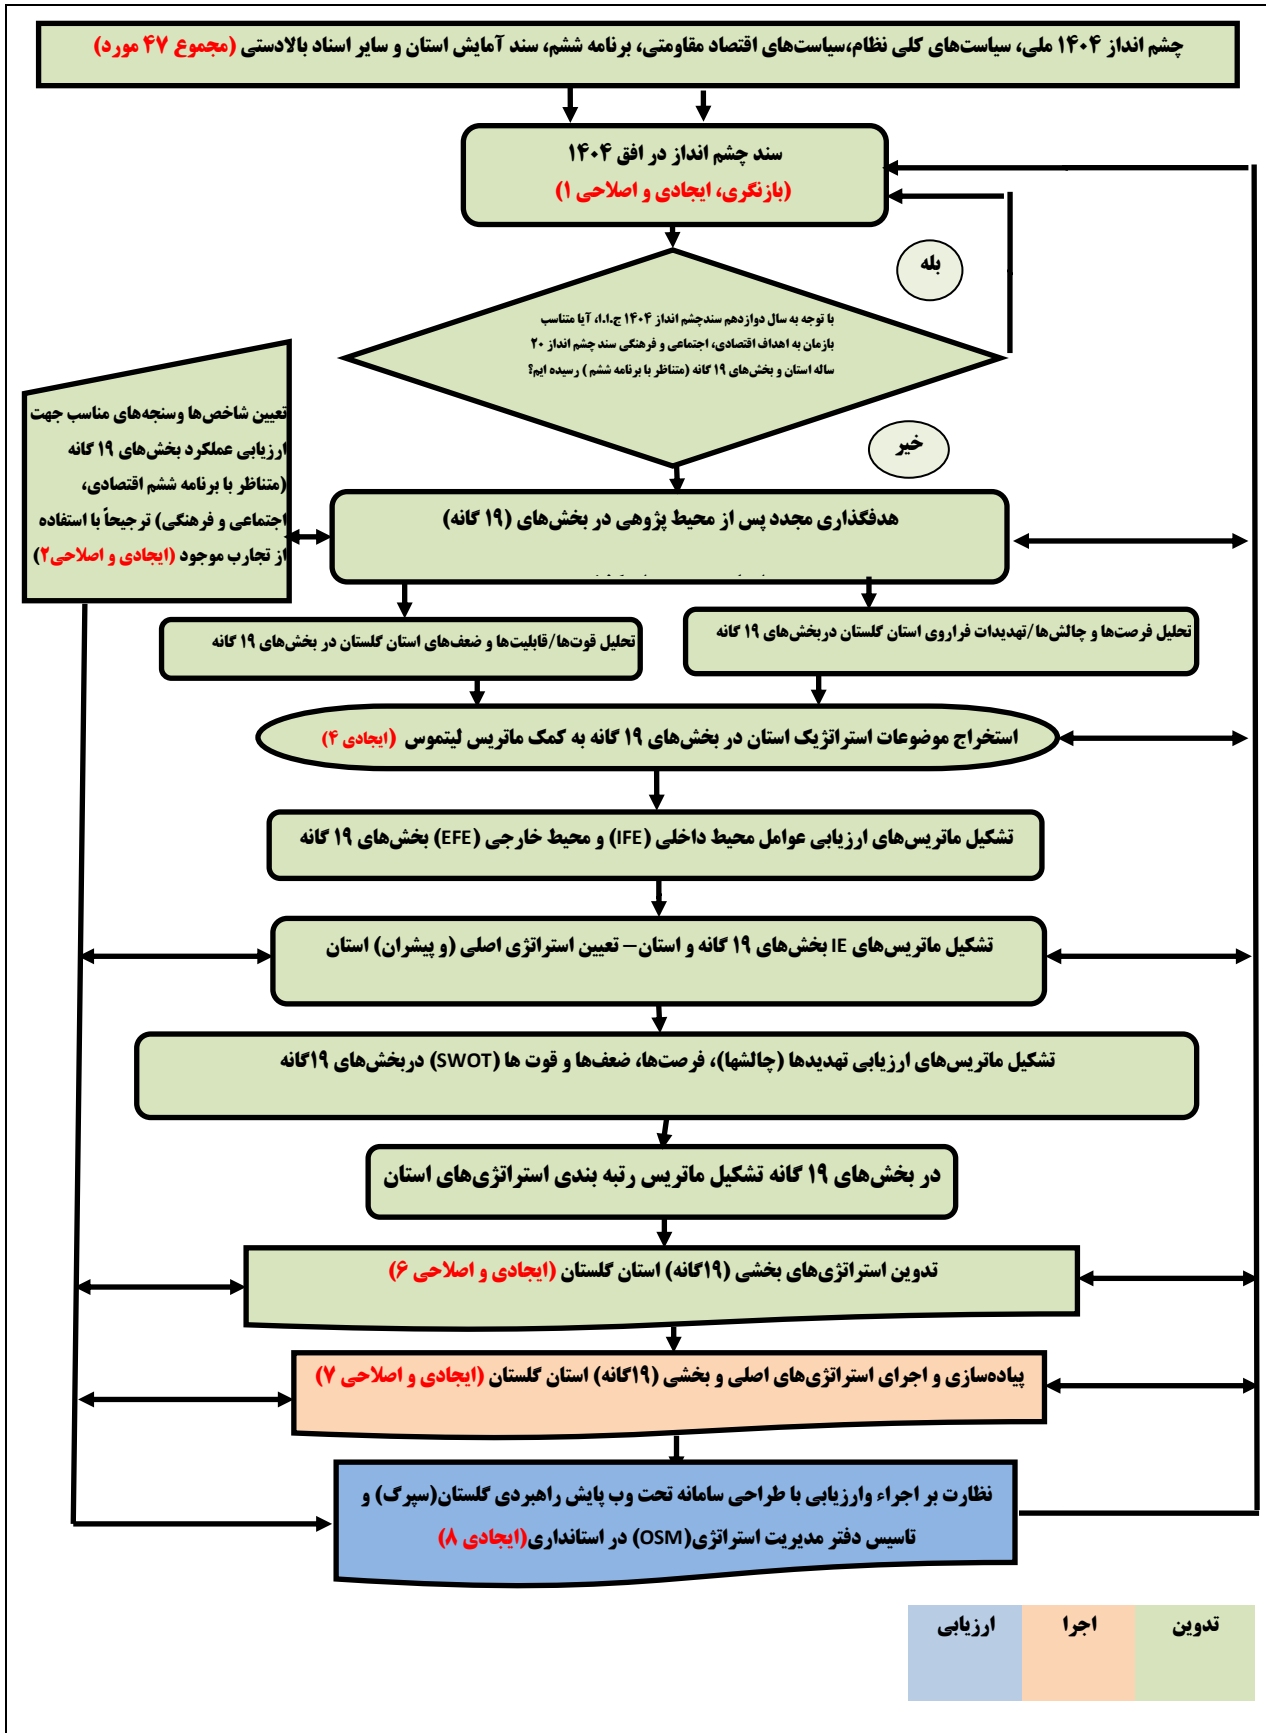 چشم انداز ۱۴۰۴ ملی، سیاست‌های کلی نظام،سیاست‌های اقتصاد مقاومتی، برنامه ششم، سند آمایش استان و سایر اسناد بالادستی (مجموع ۴۷ مورد)
سند چشم انداز در افق ۱۴۰۴
(بازنگری، ایجادی و اصلاحی ۱)
بله
با توجه به سال دوازدهم سندچشم انداز ۱۴۰۴ ج.ا.ا، آیا متناسب
بازمان به اهداف اقتصادی، اجتماعی و فرهنگی سند چشم انداز ۲۰
ساله استان و بخش‌های ۱۹ گانه (متناظر با برنامه ششم ) رسیده ایم؟
خیر
تعیین شاخص‌ها وسنجه‌های مناسب جهت
ارزیابی عملکرد بخش‌های ۱۹ گانه
(متناظر با برنامه ششم اقتصادی،
اجتماعی و فرهنگی) ترجیحاً با استفاده
از تجارب موجود (ایجادی و اصلاحی۲)
هدفگذاری مجدد پس از محیط پژوهی در بخش‌های (۱۹ گانه)
تحلیل فرصت‌ها و چالش‌ها/تهدیدات فراروی استان گلستان دربخش‌های ۱۹ گانه
تحلیل قوت‌ها/قابلیت‌ها و ضعف‌های استان گلستان در بخش‌های ۱۹ گانه
استخراج موضوعات استراتژیک استان در بخش‌های ۱۹ گانه به کمک ماتریس لیتموس (ایجادی ۴)
تشکیل ماتریس‌های ارزیابی عوامل محیط داخلی (IFE) و محیط خارجی (EFE) بخش‌های ۱۹ گانه
تشکیل ماتریس‌های IE بخش‌های ۱۹ گانه و استان– تعیین استراتژی اصلی (و پیشران) استان
تشکیل ماتریس‌های ارزیابی تهدیدها (چالشها)، فرصت‌ها، ضعف‌ها و قوت ها (SWOT) دربخش‌های ۱۹گانه
در بخش‌های ۱۹ گانه تشکیل ماتریس رتبه بندی استراتژی‌های استان
تدوین استراتژی‌های بخشی (۱۹گانه) استان گلستان (ایجادی و اصلاحی ۶)
پیاده‌سازی و اجرای استراتژی‌های اصلی و بخشی (۱۹گانه) استان گلستان (ایجادی و اصلاحی ۷)
نظارت بر اجراء وارزیابی با طراحی سامانه تحت وب پایش راهبردی گلستان(سپرگ) و
تاسیس دفتر مدیریت استراتژی(OSM) در استانداری(ایجادی ۸)
تدوین
اجرا
ارزیابی